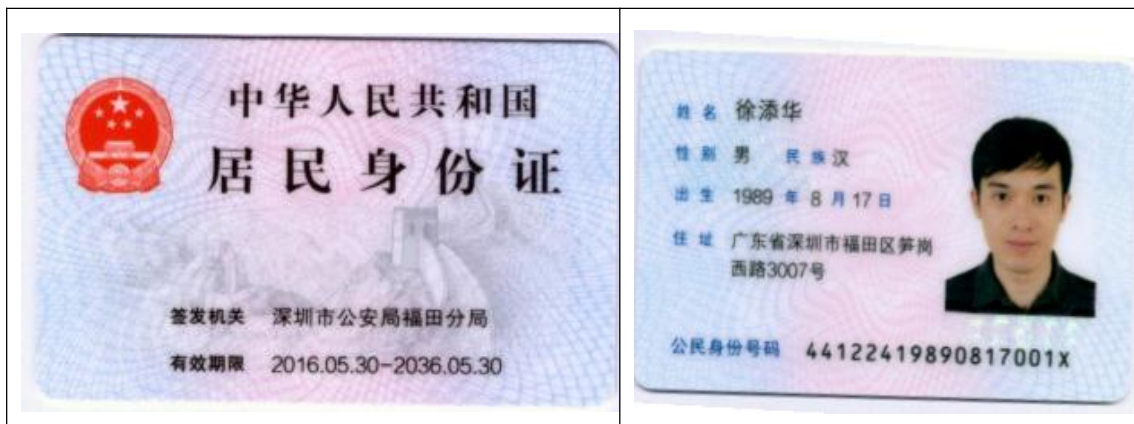 中华人民共和国
居民身份证
签发机关 深圳市公安局福田分局
有效期限 2016.05.30-2036.05.30
姓名 徐添华
性别 男 民族 汉
出生 1989 年 8 月 17 日
住址 广东省深圳市福田区笋岗
西路3007号
公民身份号码 44122419890817001X